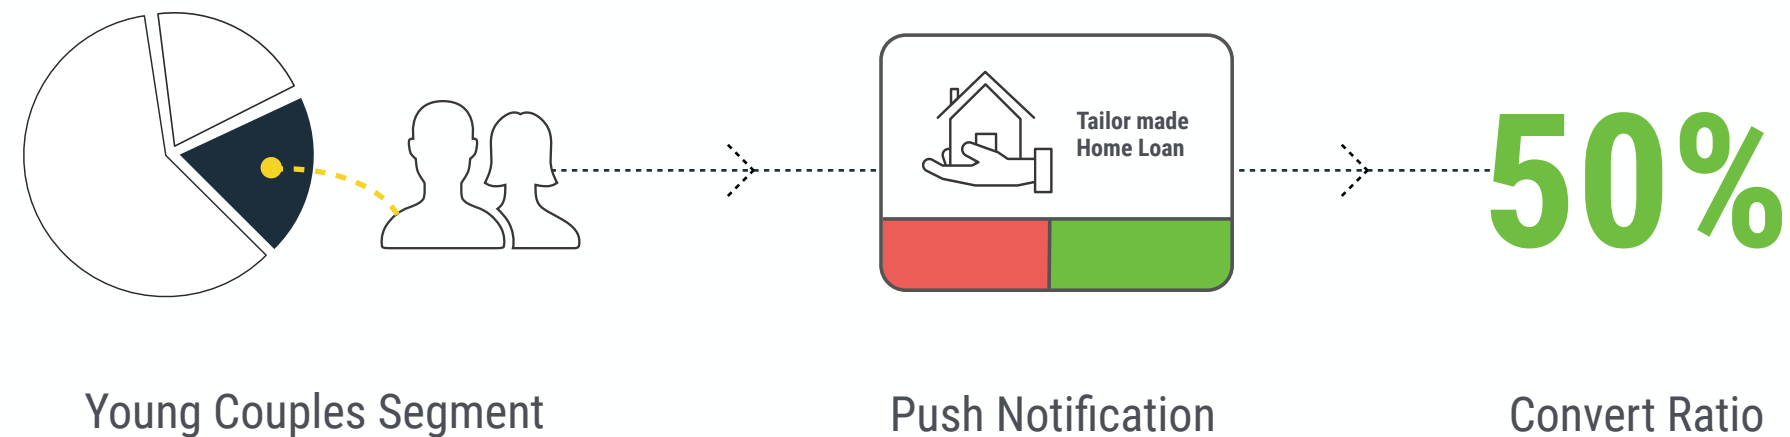 Tailor made
Home Loan
50%
Young Couples Segment
Push Notification
Convert Ratio